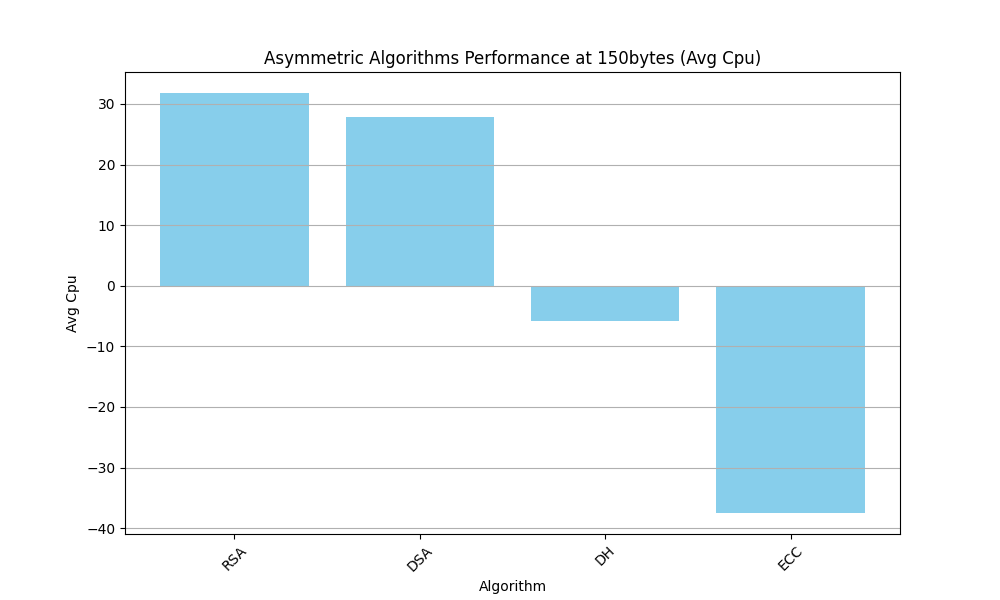 Asymmetric Algorithms Performance at 150bytes (Avg Cpu)
30
20
10
0
−10
−20
−30
−40
Avg Cpu
RSA
DSA
DH
ECC
Algorithm